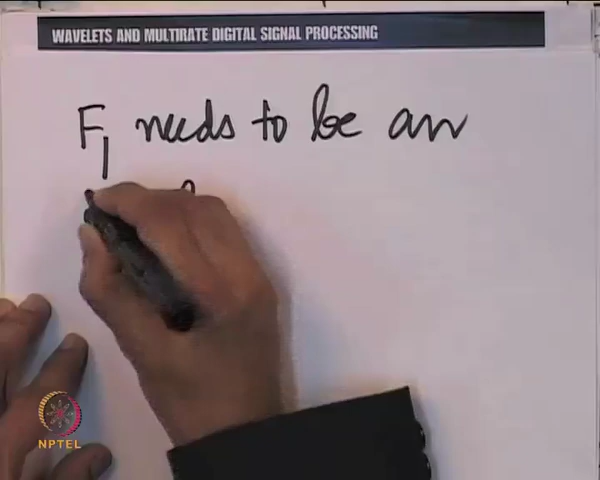 WAVELETS AND MULTIRATE DIGITAL SIGNAL PROCESSING
F₁ needs to be an
NPTEL